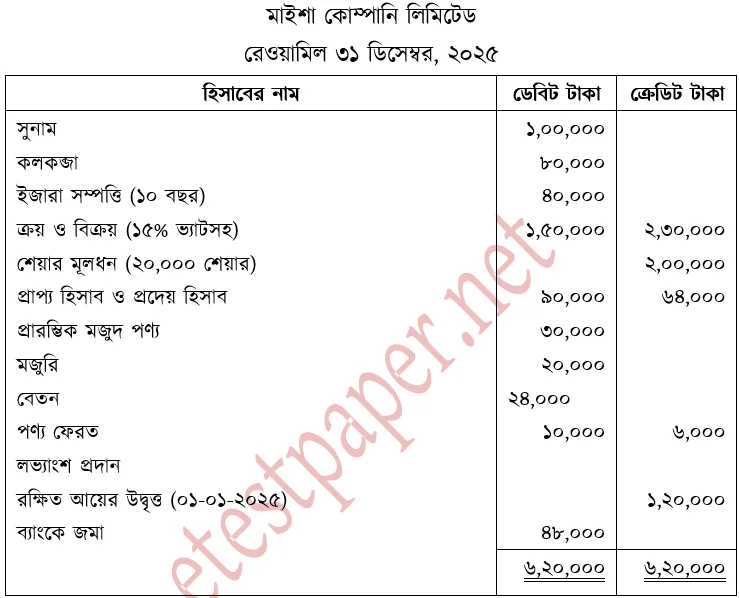 মাইশা কোম্পানি লিমিটেড
রেওয়ামিল ৩১ ডিসেম্বর, ২০২৫
হিসাবের নাম ডেবিট টাকা ক্রেডিট টাকা
সুনাম ১,০০,০০০
কলকব্জা ৮০,০০০
ইজারা সম্পত্তি (১০ বছর) ৪০,০০০
ক্রয় ও বিক্রয় (১৫% ভ্যাটসহ) ১,৫০,০০০ ২,৩০,০০০
শেয়ার মূলধন (২০,০০০ শেয়ার) ২,০০,০০০
প্রাপ্য হিসাব ও প্রদেয় হিসাব ৯০,০০০ ৬৪,০০০
প্রারম্ভিক মজুদ পণ্য ৩০,০০০
মজুরি ২০,০০০
বেতন ২৪,০০০
পণ্য ফেরত ১০,০০০ ৬,০০০
লভ্যাংশ প্রদান
রক্ষিত আয়ের উদ্বৃত্ত (০১-০১-২০২৫) ১,২০,০০০
ব্যাংকে জমা ৪৮,০০০
৬,২০,০০০ ৬,২০,০০০
etestpaper.net